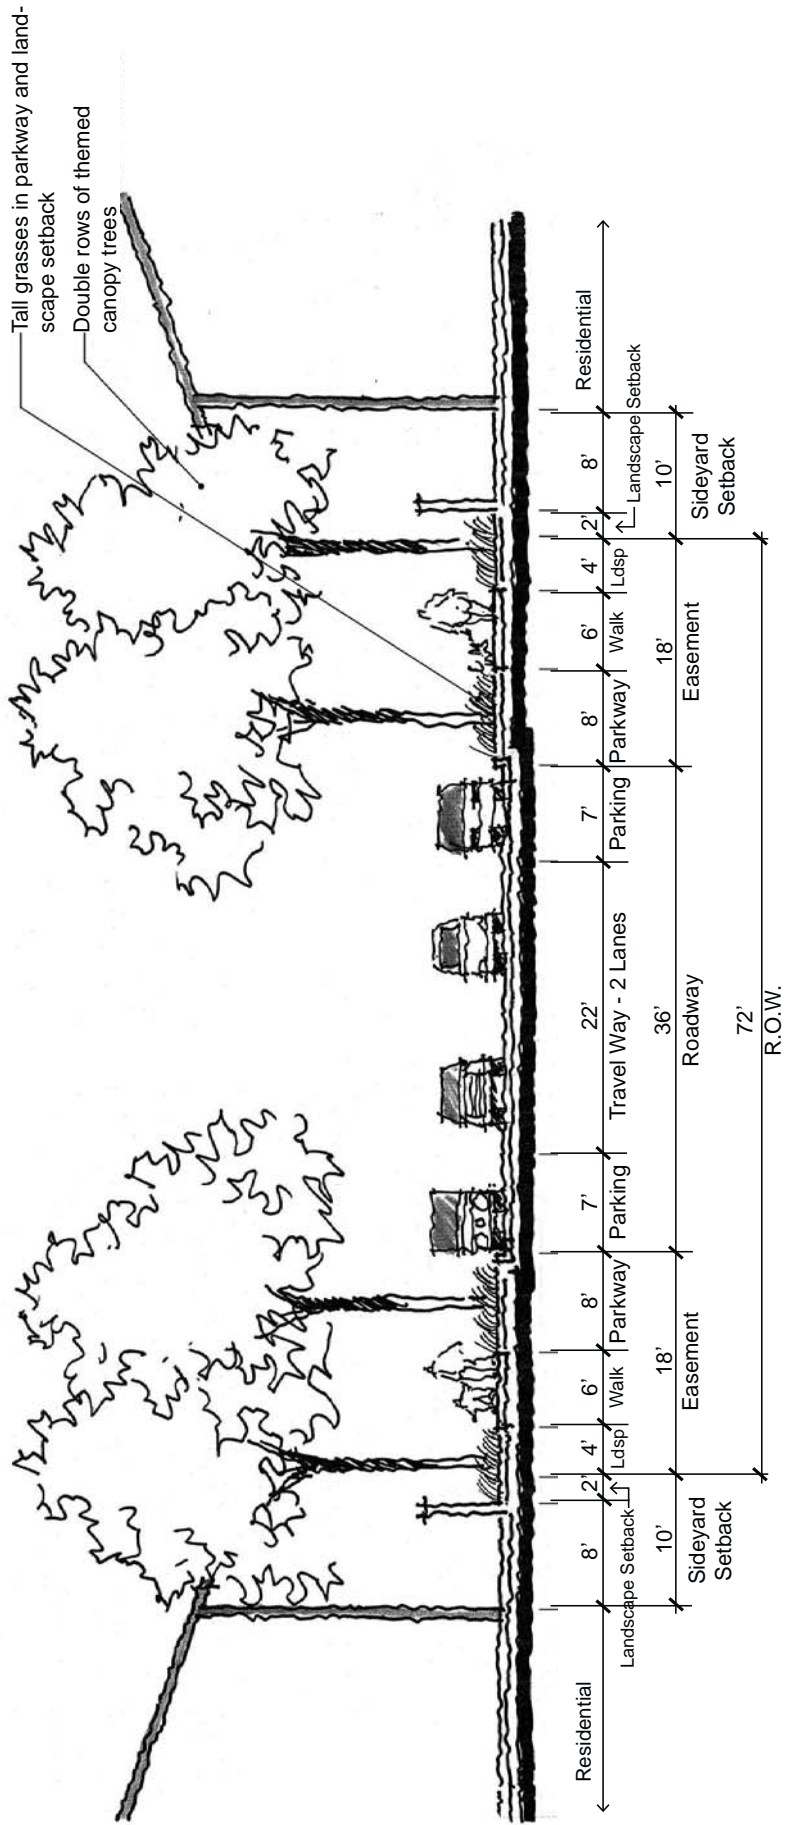 Tall grasses in parkway and land-
scape setback
Double rows of themed
canopy trees
Residential
8'
2'
4'
6'
8'
7'
22'
7'
8'
6'
4'
2'
8'
Residential
Landscape Setback
Ldsp
Walk
Parkway
Parking
Travel Way - 2 Lanes
Parking
Parkway
Walk
Ldsp
Landscape Setback
10'
18'
36'
18'
10'
Sideyard
Setback
Easement
Roadway
Easement
Sideyard
Setback
72'
R.O.W.